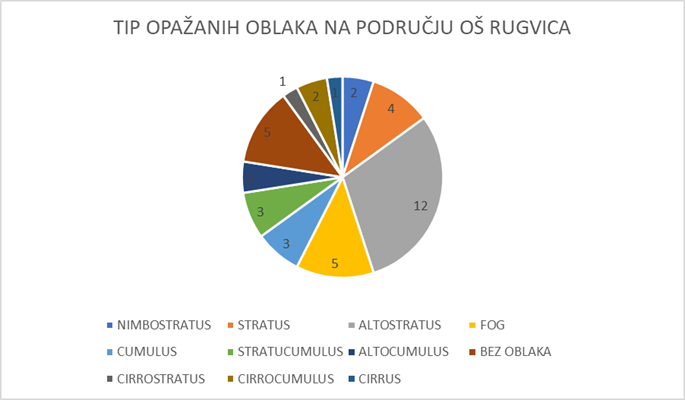 TIP OPAŽANIH OBLAKA NA PODRUČJU OŠ RUGVICA
1
2
1
2
4
5
12
3
3
5
NIMBOSTRATUS STRATUS ALTOSTRATUS FOG
CUMULUS STRATUCUMULUS ALTOCUMULUS BEZ OBLAKA
CIRROSTRATUS CIRROCUMULUS CIRRUS